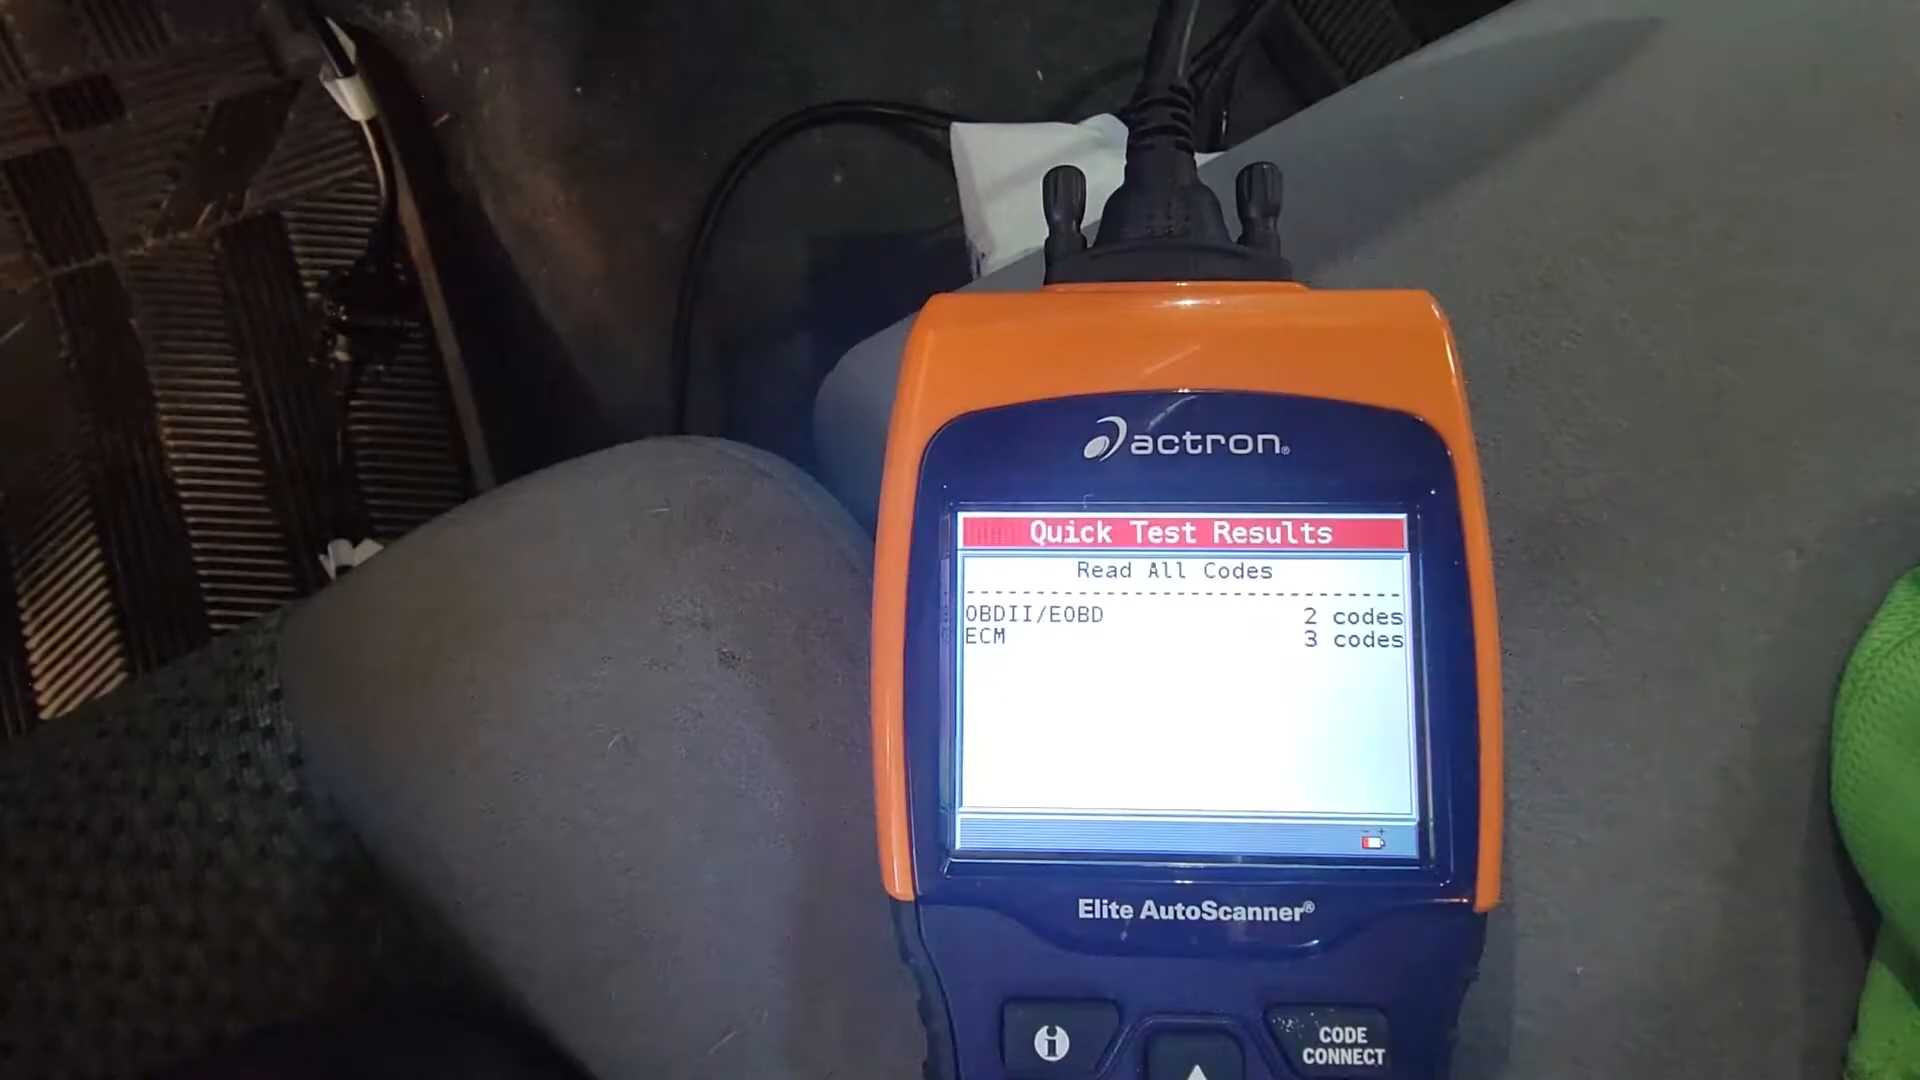 actron®
Quick Test Results
Read All Codes
OBDII/EOBD 2 codes
ECM 3 codes
Elite AutoScanner®
i
CODE
CONNECT